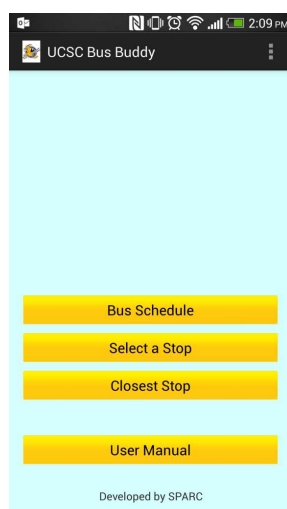 2:09 PM
UCSC Bus Buddy
Bus Schedule
Select a Stop
Closest Stop
User Manual
Developed by SPARC